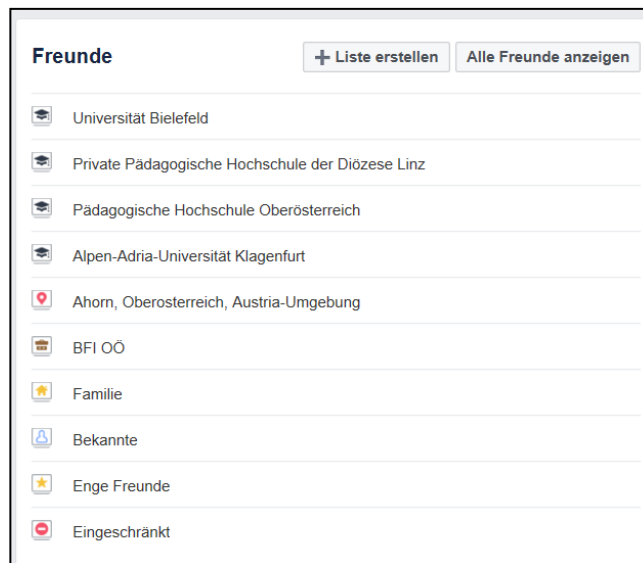 Freunde
Liste erstellen
Alle Freunde anzeigen
Universität Bielefeld
Private Pädagogische Hochschule der Diözese Linz
Pädagogische Hochschule Oberösterreich
Alpen-Adria-Universität Klagenfurt
Ahorn, Oberosterreich, Austria-Umgebung
BFI OÖ
Familie
Bekannte
Enge Freunde
Eingeschränkt